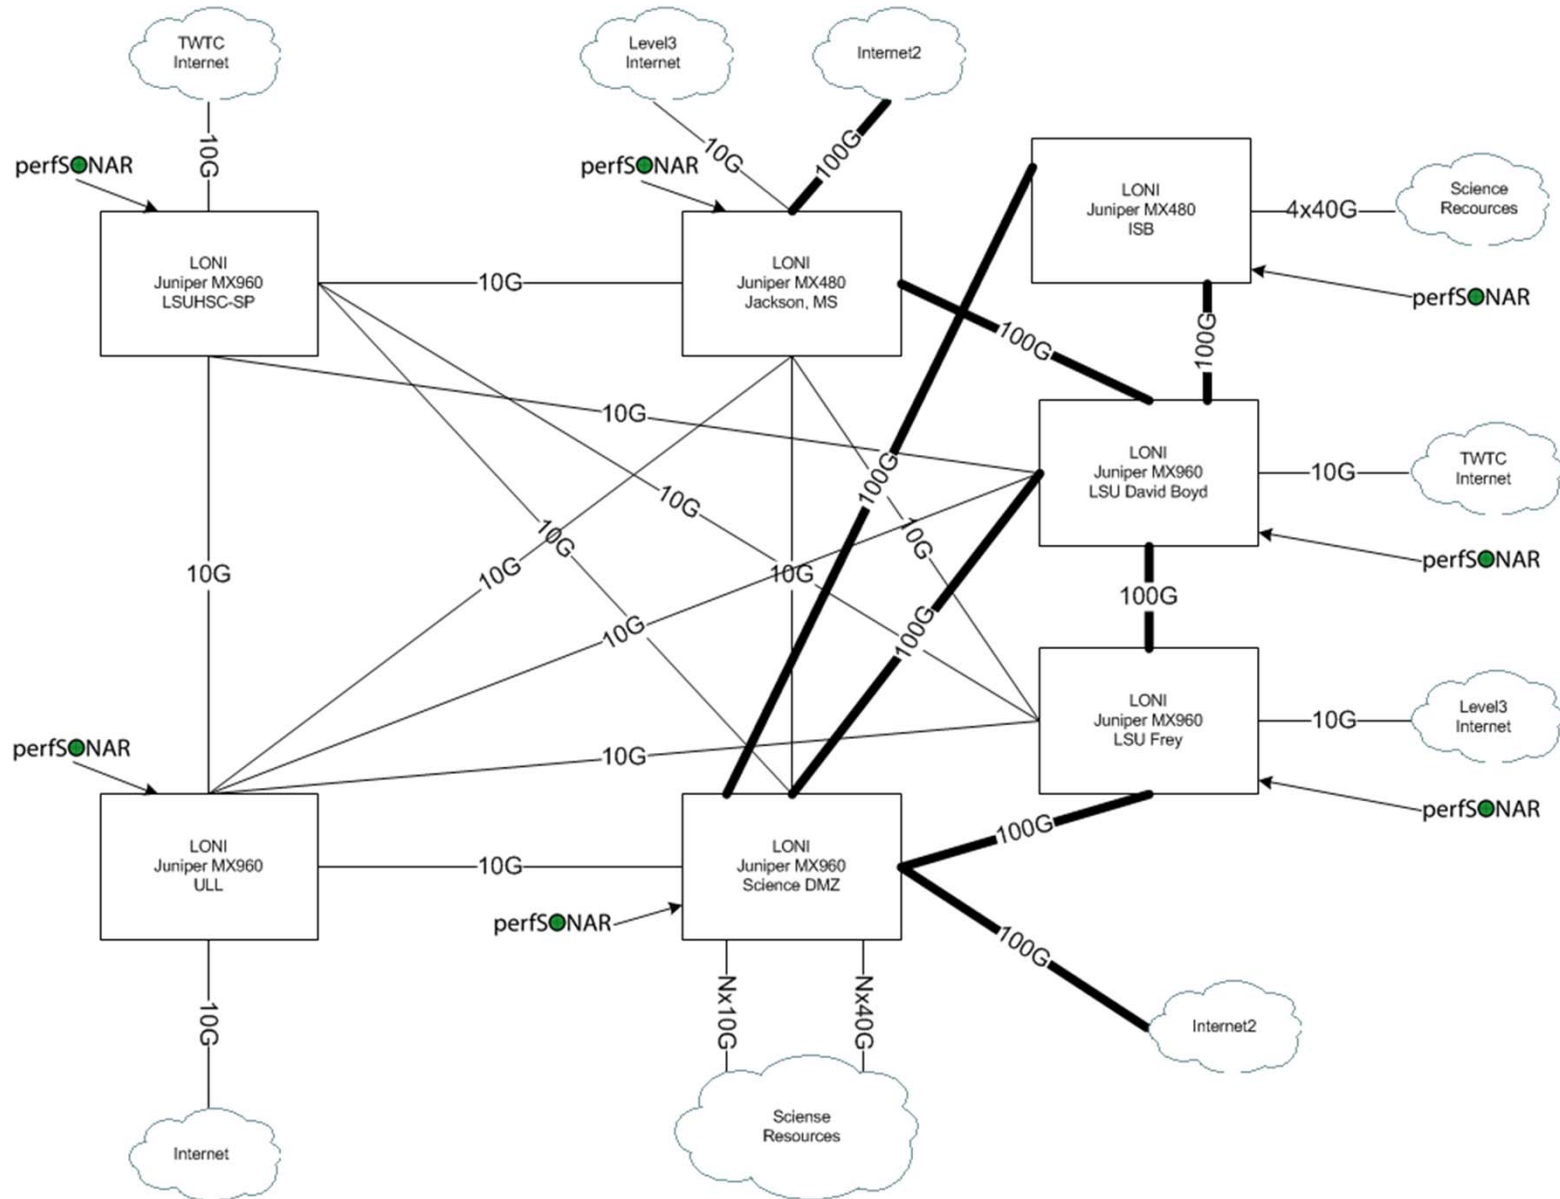 TWTC
Internet
Level3
Internet
Internet2
10G
10G
100G
perfSONAR
perfSONAR
LONI
Juniper MX480
ISB
4x40G
Science
Recources
LONI
Juniper MX960
LSUHSC-SP
10G
LONI
Juniper MX480
Jackson, MS
perfSONAR
100G
100G
10G
LONI
Juniper MX960
LSU David Boyd
10G
TWTC
Internet
100G
10G
10G
10G
perfSONAR
10G
10G
10G
100G
10G
100G
LONI
Juniper MX960
LSU Frey
10G
Level3
Internet
perfSONAR
10G
perfSONAR
LONI
Juniper MX960
ULL
10G
LONI
Juniper MX960
Science DMZ
100G
perfSONAR
100G
10G
Nx10G
Nx40G
Internet2
Internet
Sciense
Resources